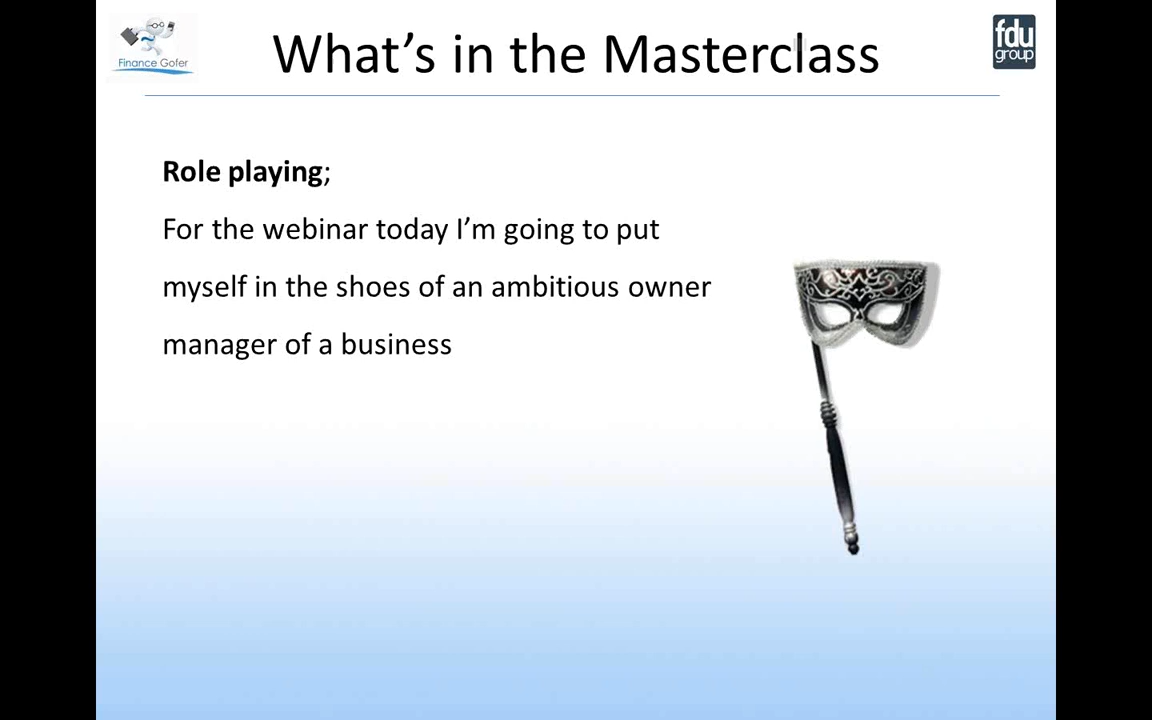 Finance Gofer
What’s in the Masterclass
fdu
group
Role playing;
For the webinar today I’m going to put
myself in the shoes of an ambitious owner
manager of a business